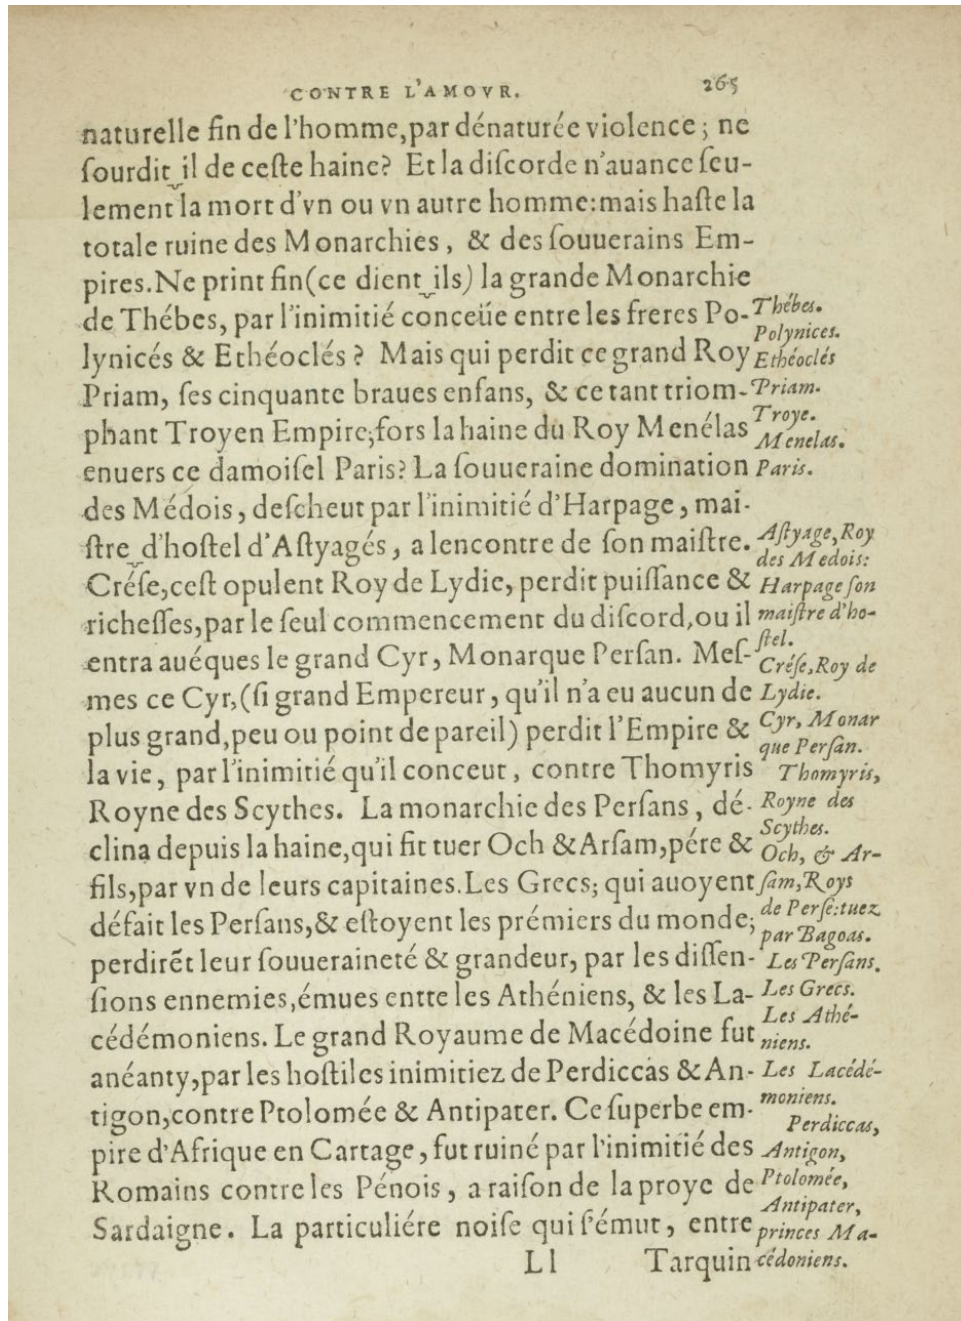 CONTRE L'AMOVR. 265
naturelle fin de l'homme,par dénaturée violence; ne
ſourdit‿il de ceſte haine? Et la diſcorde n'auance ſeu-
lement la mort d'vn ou vn autre homme:mais haſte la
totale ruine des Monarchies, & des ſouuerains Em-
pires.Ne print fin(ce dient‿ils) la grande Monarchie
de Thébes, par l'inimitié conceüe entre les freres Po-
lynicés & Ethéoclés? Mais qui perdit ce grand Roy
Priam, ſes cinquante braues enfans, & ce tant triom-
phant Troyen Empire;fors la haine du Roy Menélas
enuers ce damoiſel Paris? La ſouueraine domination
des Médois, deſcheut par l'inimitié d'Harpage, mai-
ſtre‿d'hoſtel d'Aſtyagés, a lencontre de ſon maiſtre.
Créſe,ceſt opulent Roy de Lydie, perdit puiſſance &
richeſſes,par le ſeul commencement du diſcord,ou il
entra auéques le grand Cyr, Monarque Perſan. Meſ-
mes ce Cyr,(ſi grand Empereur, qu'il n'a eu aucun de
plus grand,peu ou point de pareil) perdit l'Empire &
la vie, par l'inimitié qu'il conceut, contre Thomyris
Royne des Scythes. La monarchie des Perſans, dé-
clina depuis la haine,qui fit tuer Och & Arſam,pére &
fils,par vn de leurs capitaines.Les Grecs; qui auoyent
défait les Perſans,& eſtoyent les prémiers du monde;
perdirẽt leur ſouueraineté & grandeur, par les diſſen-
ſions ennemies,émues entre les Athéniens, & les La-
cédémoniens. Le grand Royaume de Macédoine fut
anéanty,par les hoſtiles inimitiez de Perdiccas & An-
tigon,contre Ptolomée & Antipater. Ce ſuperbe em-
pire d'Afrique en Cartage, fut ruiné par l'inimitié des
Romains contre les Pénois, a raiſon de la proye de
Sardaigne. La particuliére noiſe qui ſ'émut, entre
Ll Tarquin
Thébes.
Polynices.
Ethéoclés
Priam.
Troye.
Menelas.
Paris.
Aſtyage,Roy
des Medois:
Harpage ſon
maiſtre d'ho-
ſtel.
Créſe,Roy de
Lydie.
Cyr, Monar
que Perſan.
Thomyris,
Royne des
Scythes.
Och, & Ar-
ſam,Roys
de Perſe:tuez
par Bagoas.
Les Perſans.
Les Grecs.
Les Athé-
niens.
Les Lacédé-
moniens.
Perdiccas,
Antigon,
Ptolomée,
Antipater,
princes Ma-
cédoniens.